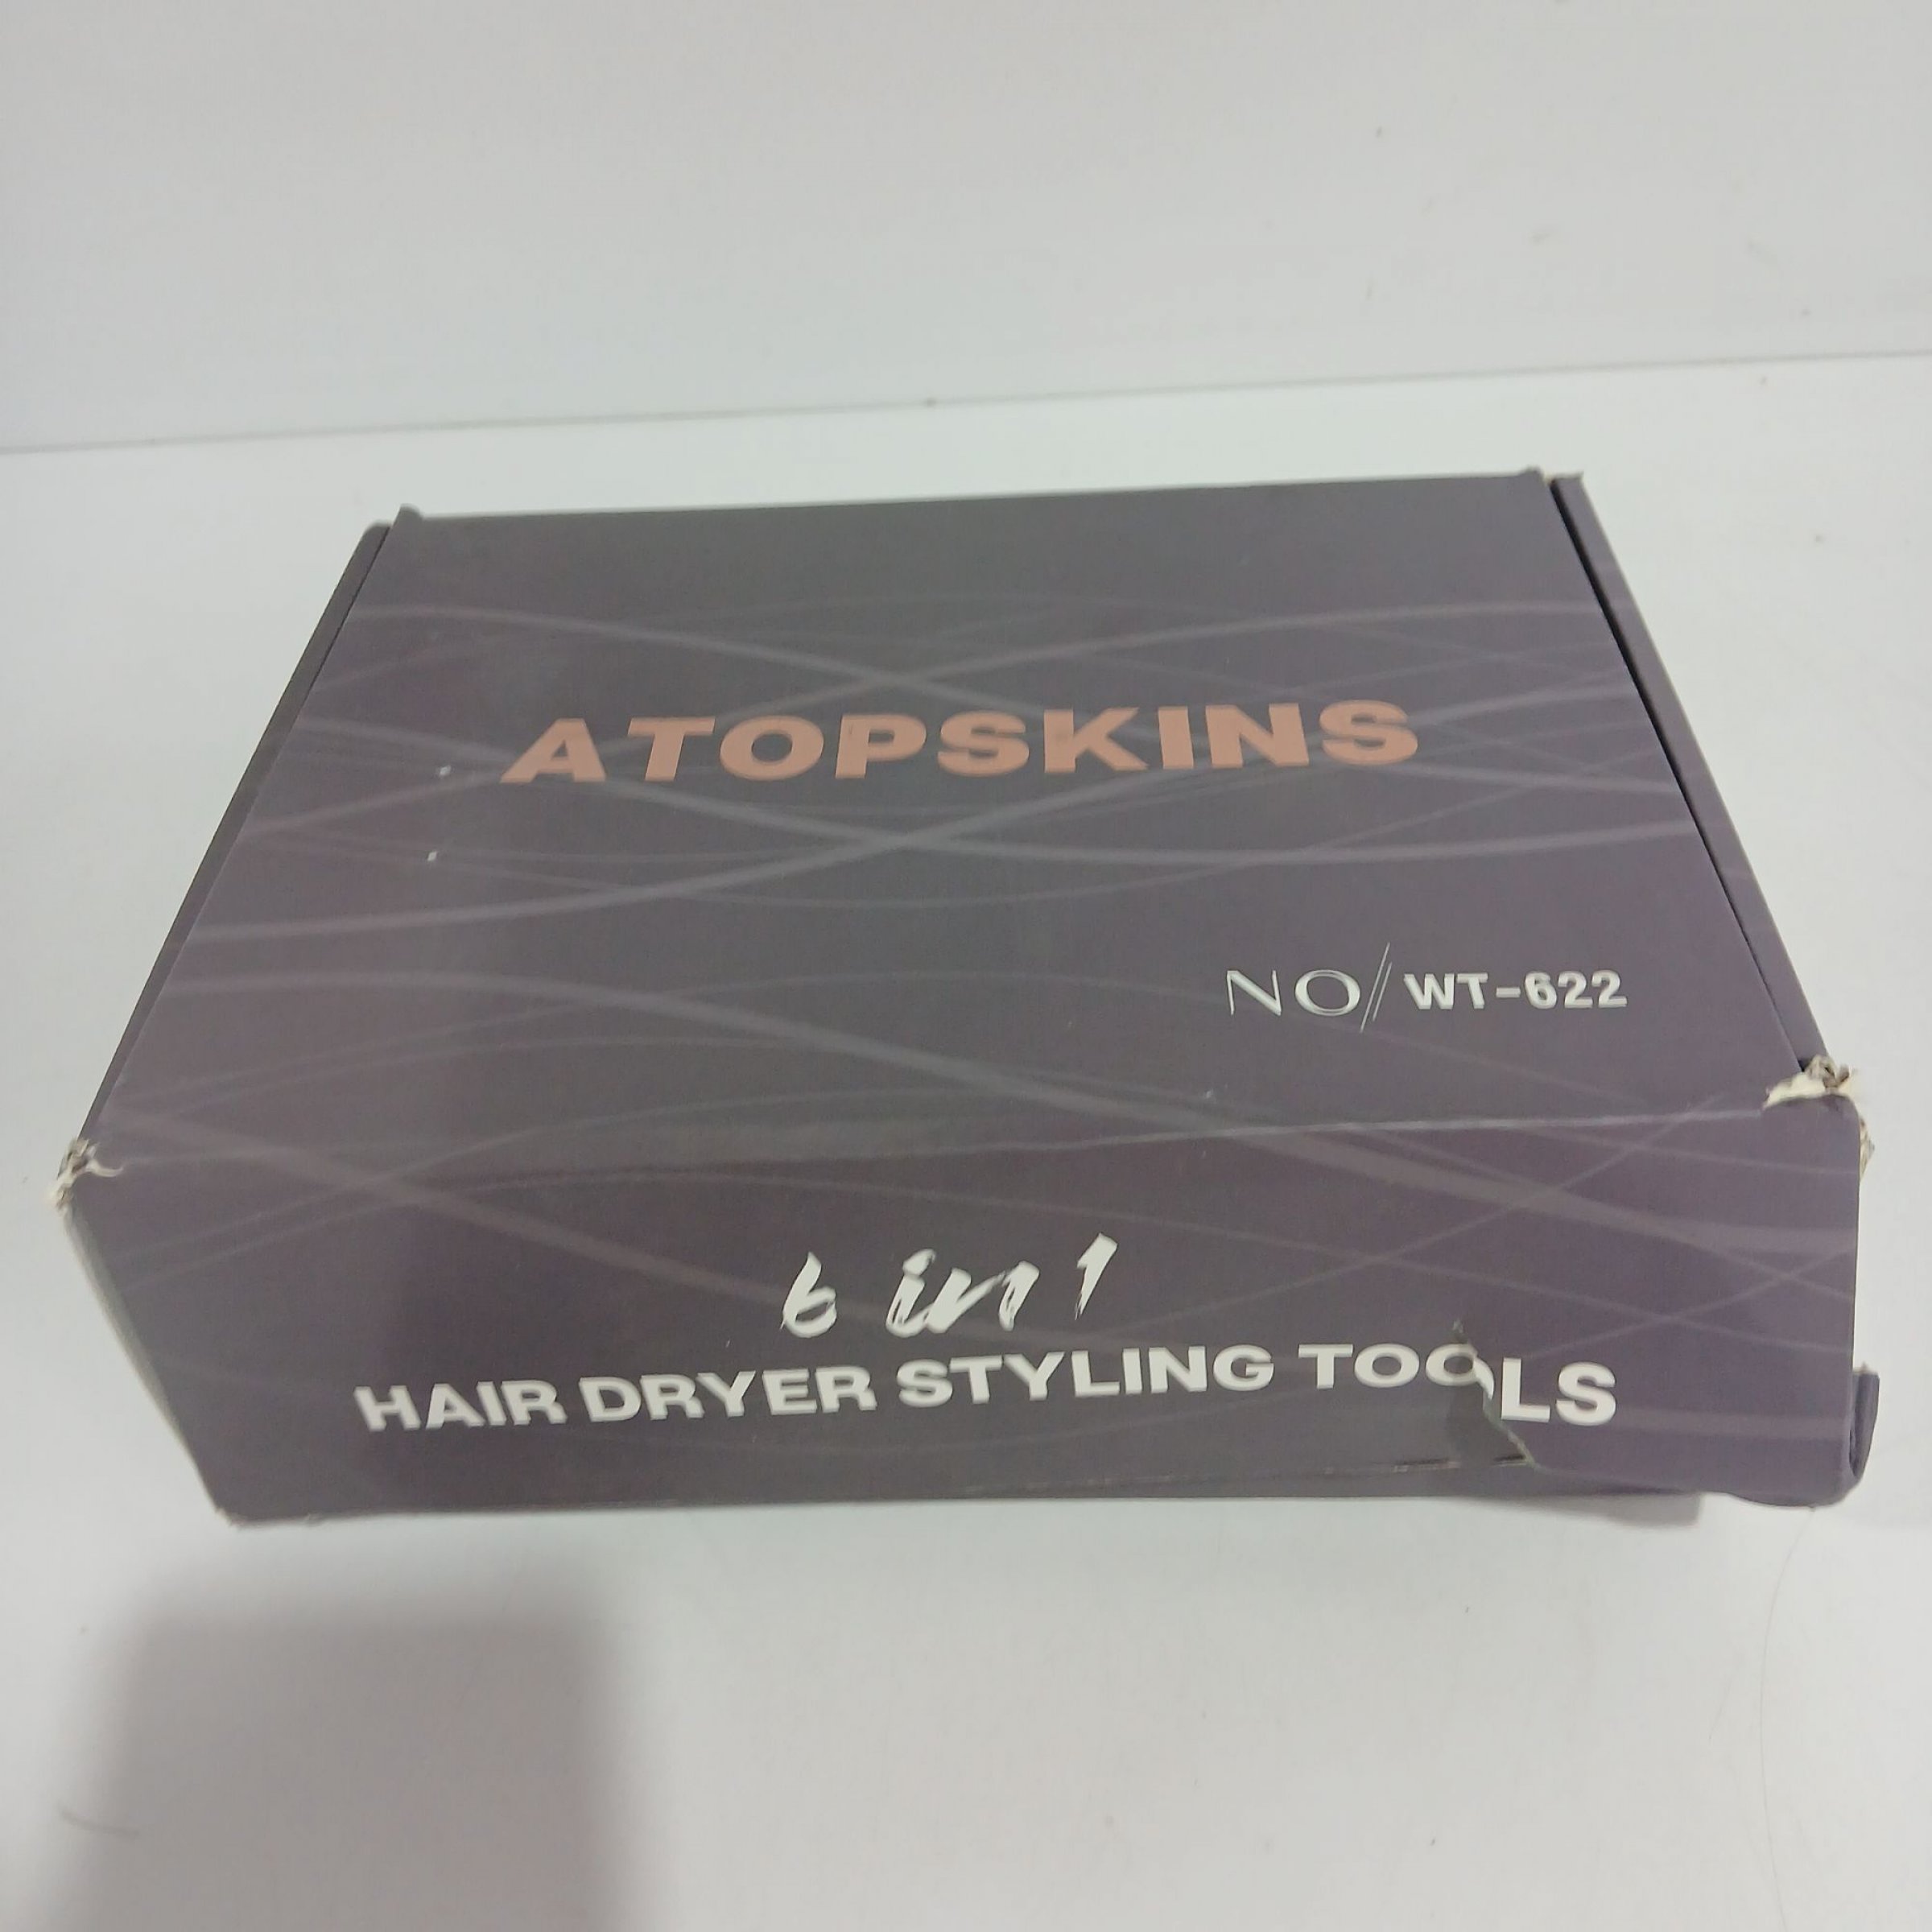 ATOPSKINS
NO// WT-622
6 in 1
HAIR DRYER STYLING TOOLS